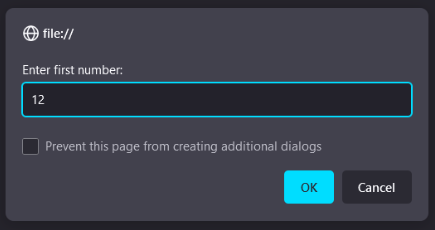 file://
Enter first number:
12
Prevent this page from creating additional dialogs
OK Cancel